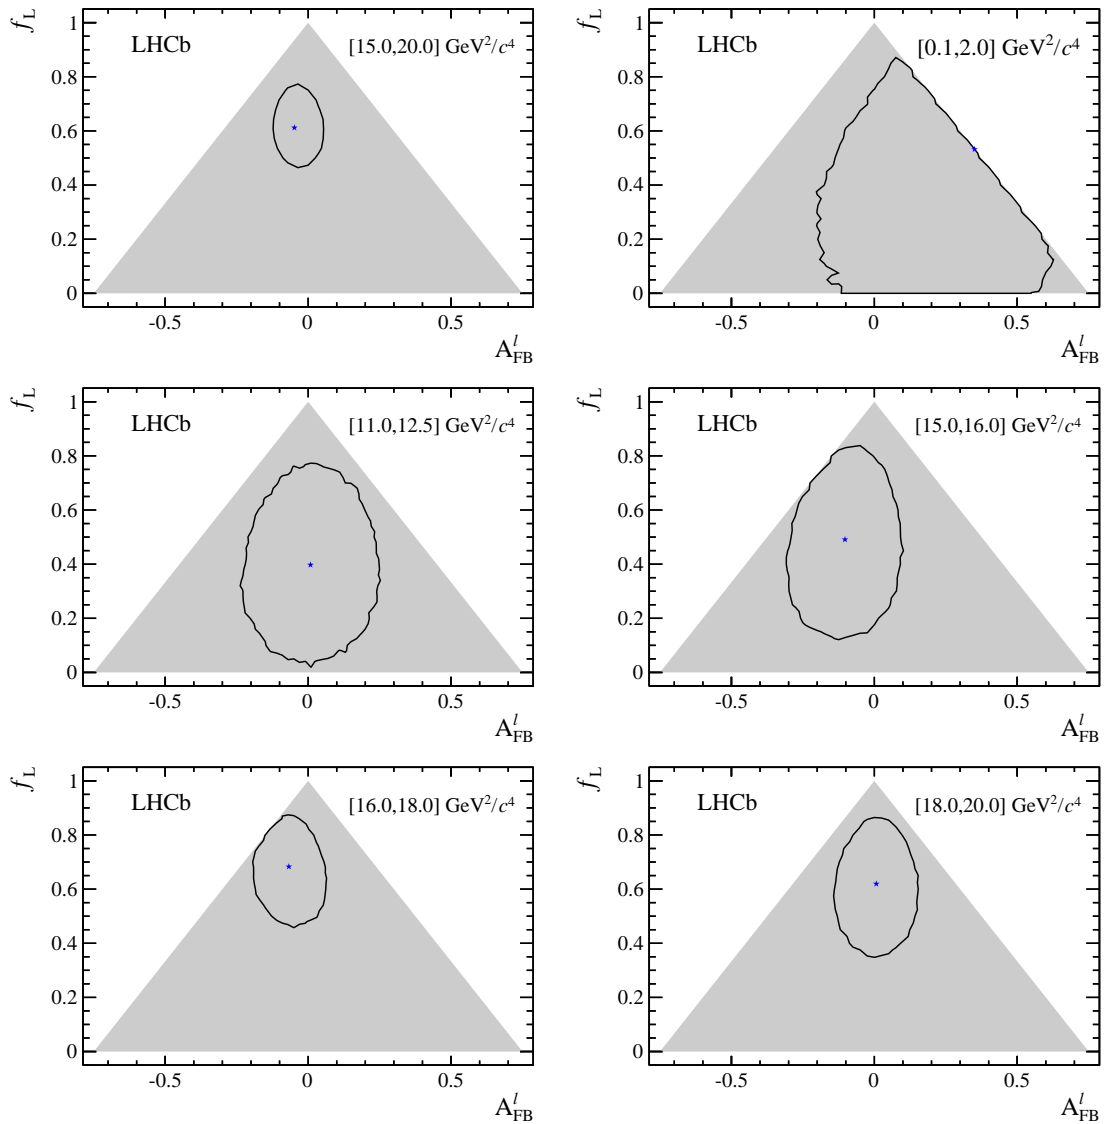 f_L
1
LHCb
[15.0,20.0] GeV²/c⁴
0.8
0.6
0.4
0.2
0
-0.5
0
0.5
A^l_FB
f_L
1
LHCb
[0.1,2.0] GeV²/c⁴
0.8
0.6
0.4
0.2
0
-0.5
0
0.5
A^l_FB
f_L
1
LHCb
[11.0,12.5] GeV²/c⁴
0.8
0.6
0.4
0.2
0
-0.5
0
0.5
A^l_FB
f_L
1
LHCb
[15.0,16.0] GeV²/c⁴
0.8
0.6
0.4
0.2
0
-0.5
0
0.5
A^l_FB
f_L
1
LHCb
[16.0,18.0] GeV²/c⁴
0.8
0.6
0.4
0.2
0
-0.5
0
0.5
A^l_FB
f_L
1
LHCb
[18.0,20.0] GeV²/c⁴
0.8
0.6
0.4
0.2
0
-0.5
0
0.5
A^l_FB